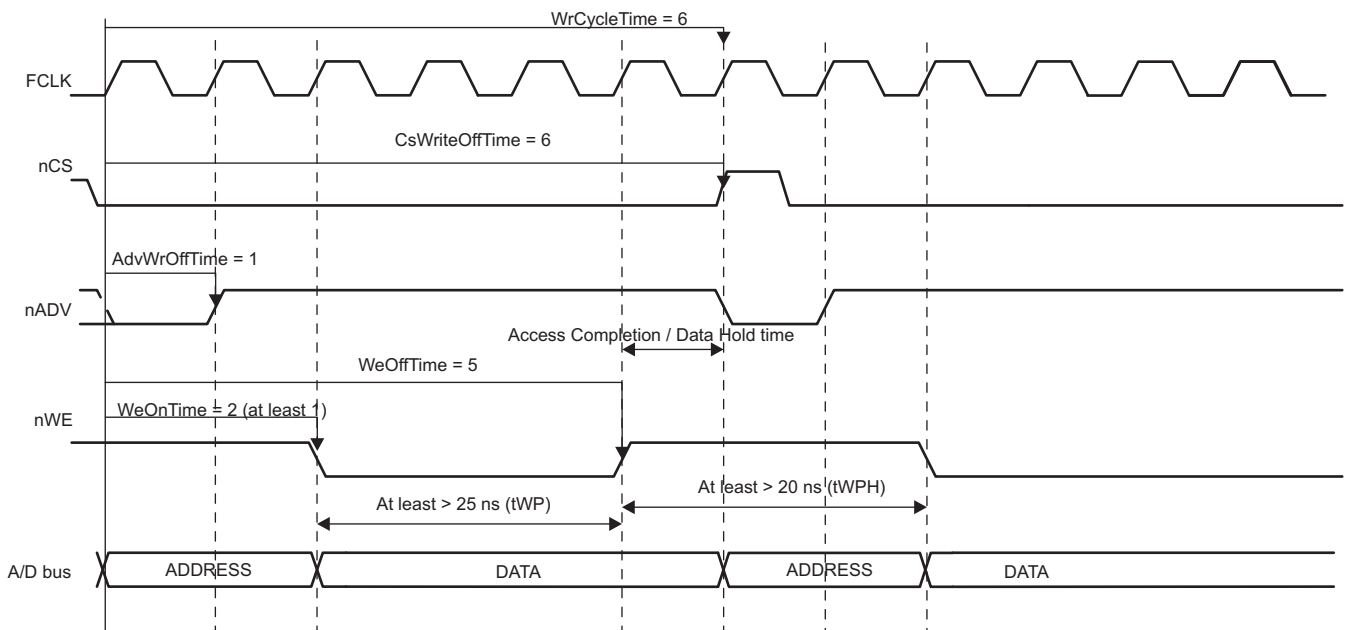 WrCycleTime = 6
FCLK
CsWriteOffTime = 6
nCS
AdvWrOffTime = 1
nADV
Access Completion / Data Hold time
WeOffTime = 5
WeOnTime = 2 (at least 1)
nWE
At least > 25 ns (tWP)
At least > 20 ns (tWPH)
A/D bus
ADDRESS
DATA
ADDRESS
DATA